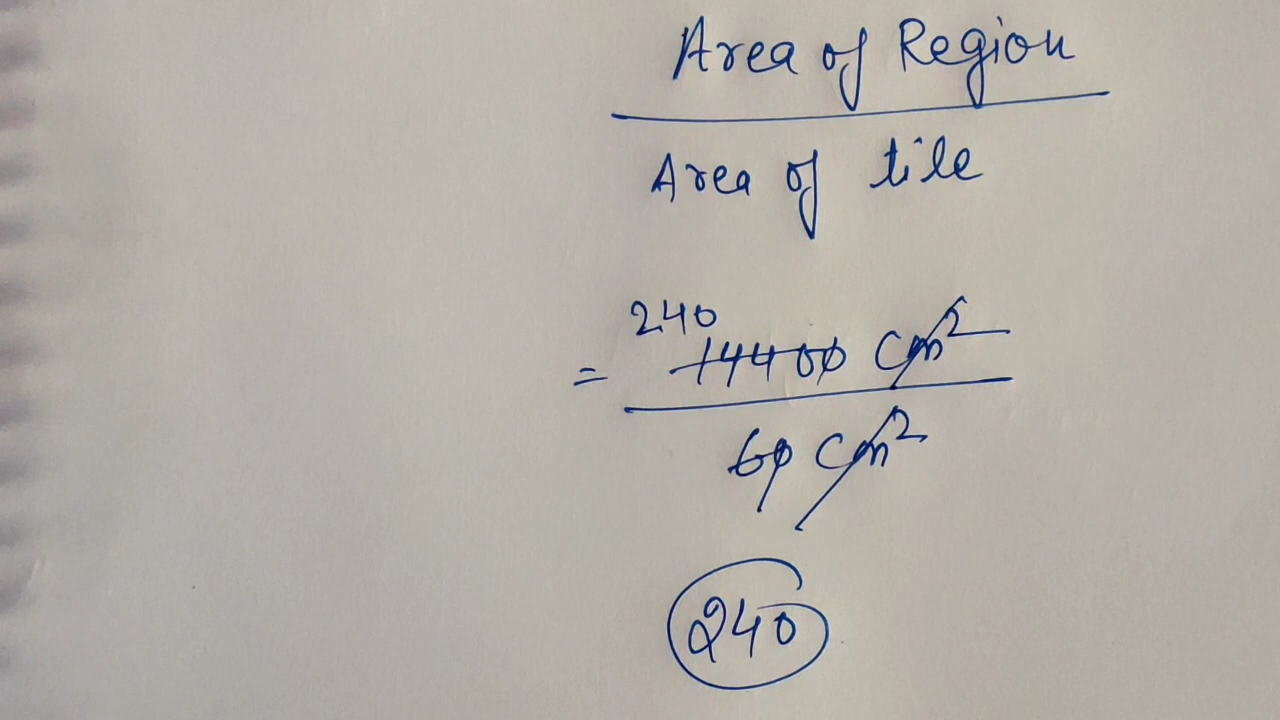 Area of Region
Area of tile
240
= 14400 cm²
60 cm²
240